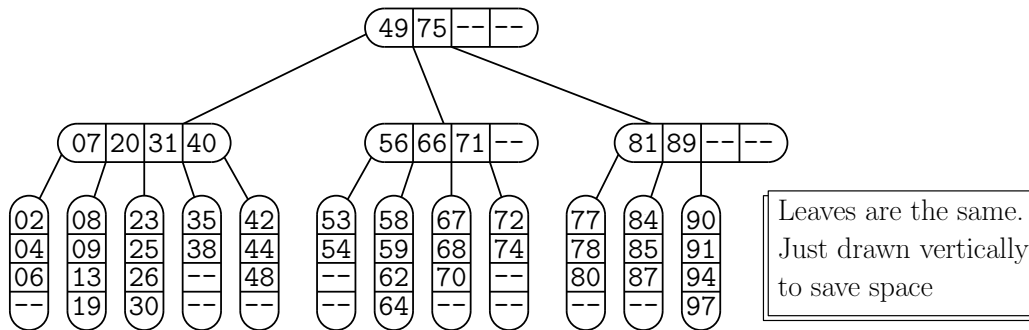 49 75 -- --
07 20 31 40
56 66 71 --
81 89 -- --
02 08 23 35 42 53 58 67 72 77 84 90
04 09 25 38 44 54 59 68 74 78 85 91
06 13 26 -- 48 -- 62 70 -- 80 87 94
-- 19 30 -- -- -- 64 -- -- -- -- 97
Leaves are the same.
Just drawn vertically
to save space